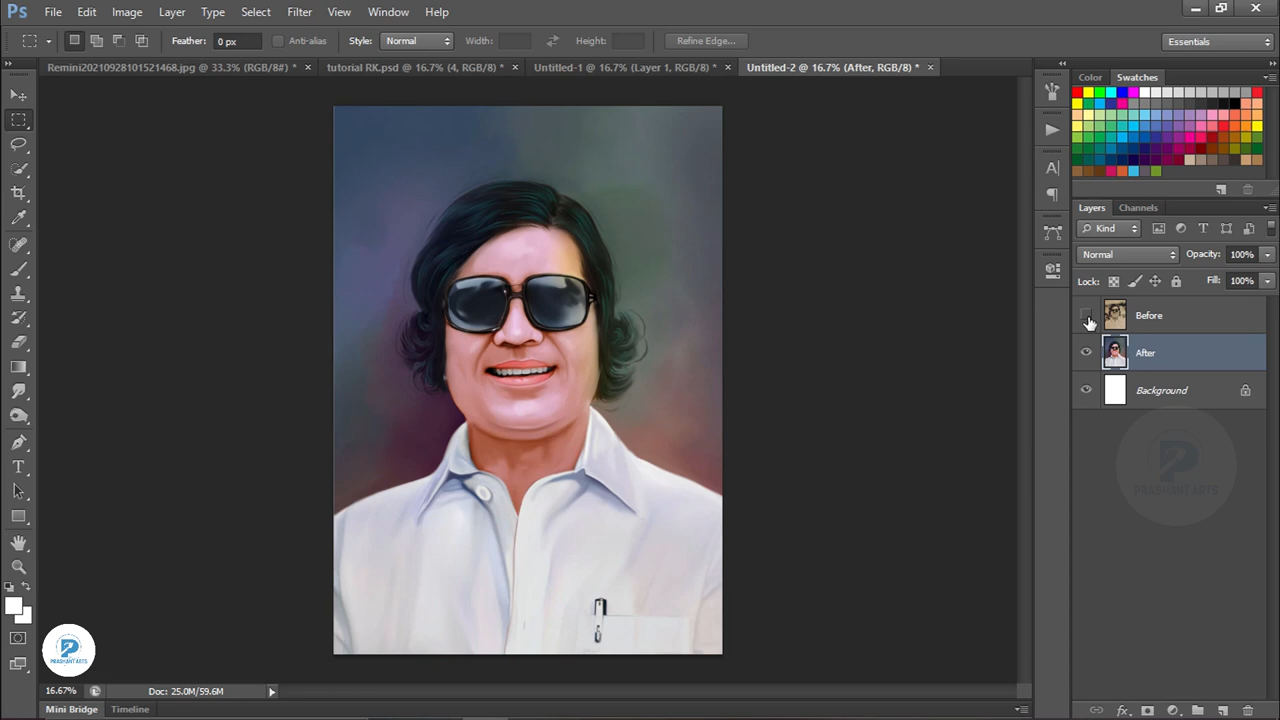 Ps File Edit Image Layer Type Select Filter View Window Help
Feather: 0 px Anti-alias Style: Normal Width: Height: Refine Edge... Essentials
Remini20210928101521468.jpg @ 33.3% (RGB/8#) * × tutorial RK.psd @ 16.7% (4, RGB/8) * × Untitled-1 @ 16.7% (Layer 1, RGB/8) * × Untitled-2 @ 16.7% (After, RGB/8) * ×
Color Swatches
Layers Channels
Kind
Normal Opacity: 100%
Lock: Fill: 100%
Before
After
Background
PRASHANT ARTS
PRASHANT ARTS
16.67% Doc: 25.0M/59.6M
Mini Bridge Timeline